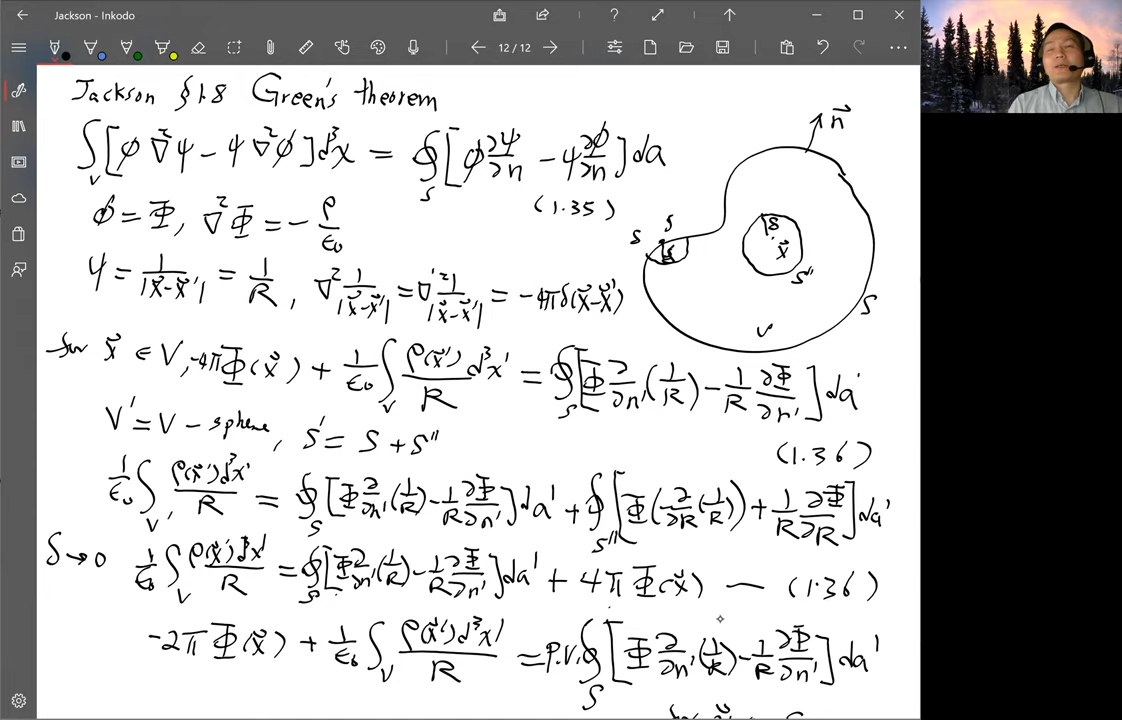 Jackson - Inkodo
12 / 12
Jackson §1.8 Green's theorem
∫_V [φ∇²ψ − ψ∇²φ] d³x = ∮_S [φ ∂ψ/∂n − ψ ∂φ/∂n] da
(1.35)
φ = Φ, ∇²Φ = −ρ/ε₀
ψ = 1/|x⃗−x⃗'| = 1/R, ∇² 1/|x⃗−x⃗'| = ∇'² 1/|x⃗−x⃗'| = −4πδ(x⃗−x⃗')
n⃗
S
S
δ
x⃗
S''
S
V
for x⃗ ∈ V, −4πΦ(x⃗) + 1/ε₀ ∫_V ρ(x⃗')/R d³x' = ∮_S [Φ ∂/∂n' (1/R) − 1/R ∂Φ/∂n'] da'
(1.36)
V' = V − sphere, S' = S + S''
1/ε₀ ∫_V' ρ(x⃗')d³x'/R = ∮_S [Φ ∂/∂n' (1/R) − 1/R ∂Φ/∂n'] da' + ∮_S'' [Φ(−∂/∂R (1/R)) + 1/R ∂Φ/∂R] da'
δ→0 1/ε₀ ∫_V ρ(x⃗')d³x'/R = ∮_S [Φ ∂/∂n' (1/R) − 1/R ∂Φ/∂n'] da' + 4πΦ(x⃗) — (1.36)
−2πΦ(x⃗) + 1/ε₀ ∫_V ρ(x⃗')d³x'/R = P.V. ∮_S [Φ ∂/∂n' (1/R) − 1/R ∂Φ/∂n'] da'